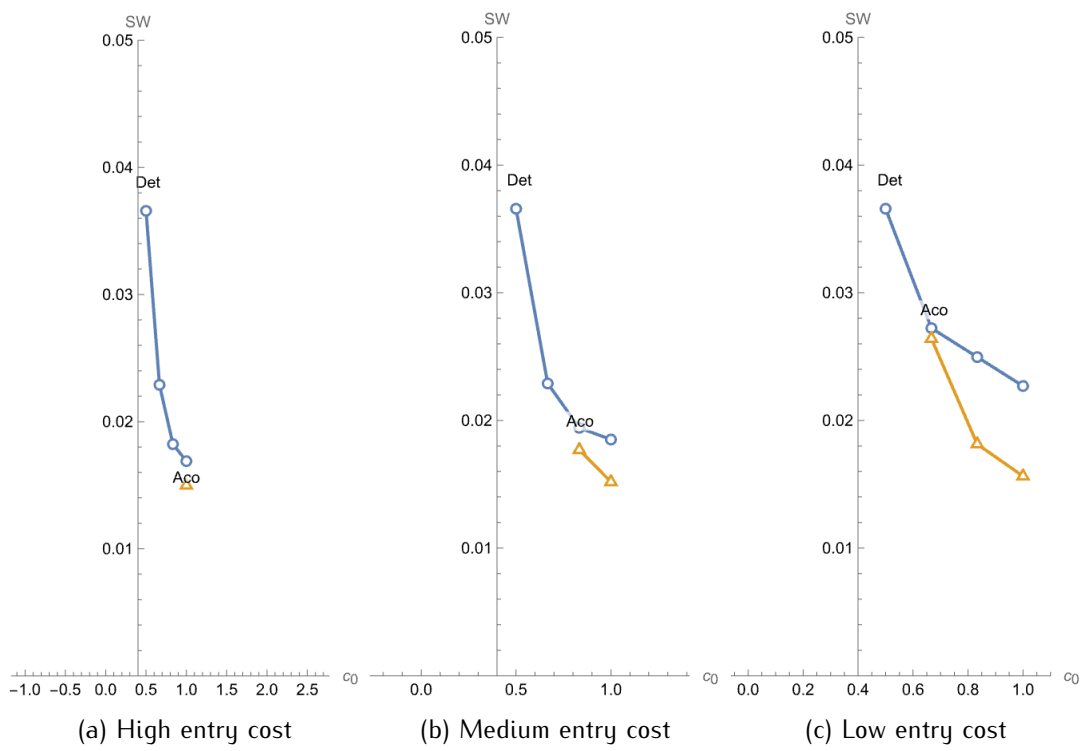 SW
0.05
0.04
Det
0.03
0.02
Aco
0.01
−1.0 −0.5 0.0 0.5 1.0 1.5 2.0 2.5
c0
(a) High entry cost
SW
0.05
0.04
Det
0.03
0.02
Aco
0.01
0.0 0.5 1.0
c0
(b) Medium entry cost
SW
0.05
0.04
Det
0.03
Aco
0.02
0.01
0.0 0.2 0.4 0.6 0.8 1.0
c0
(c) Low entry cost